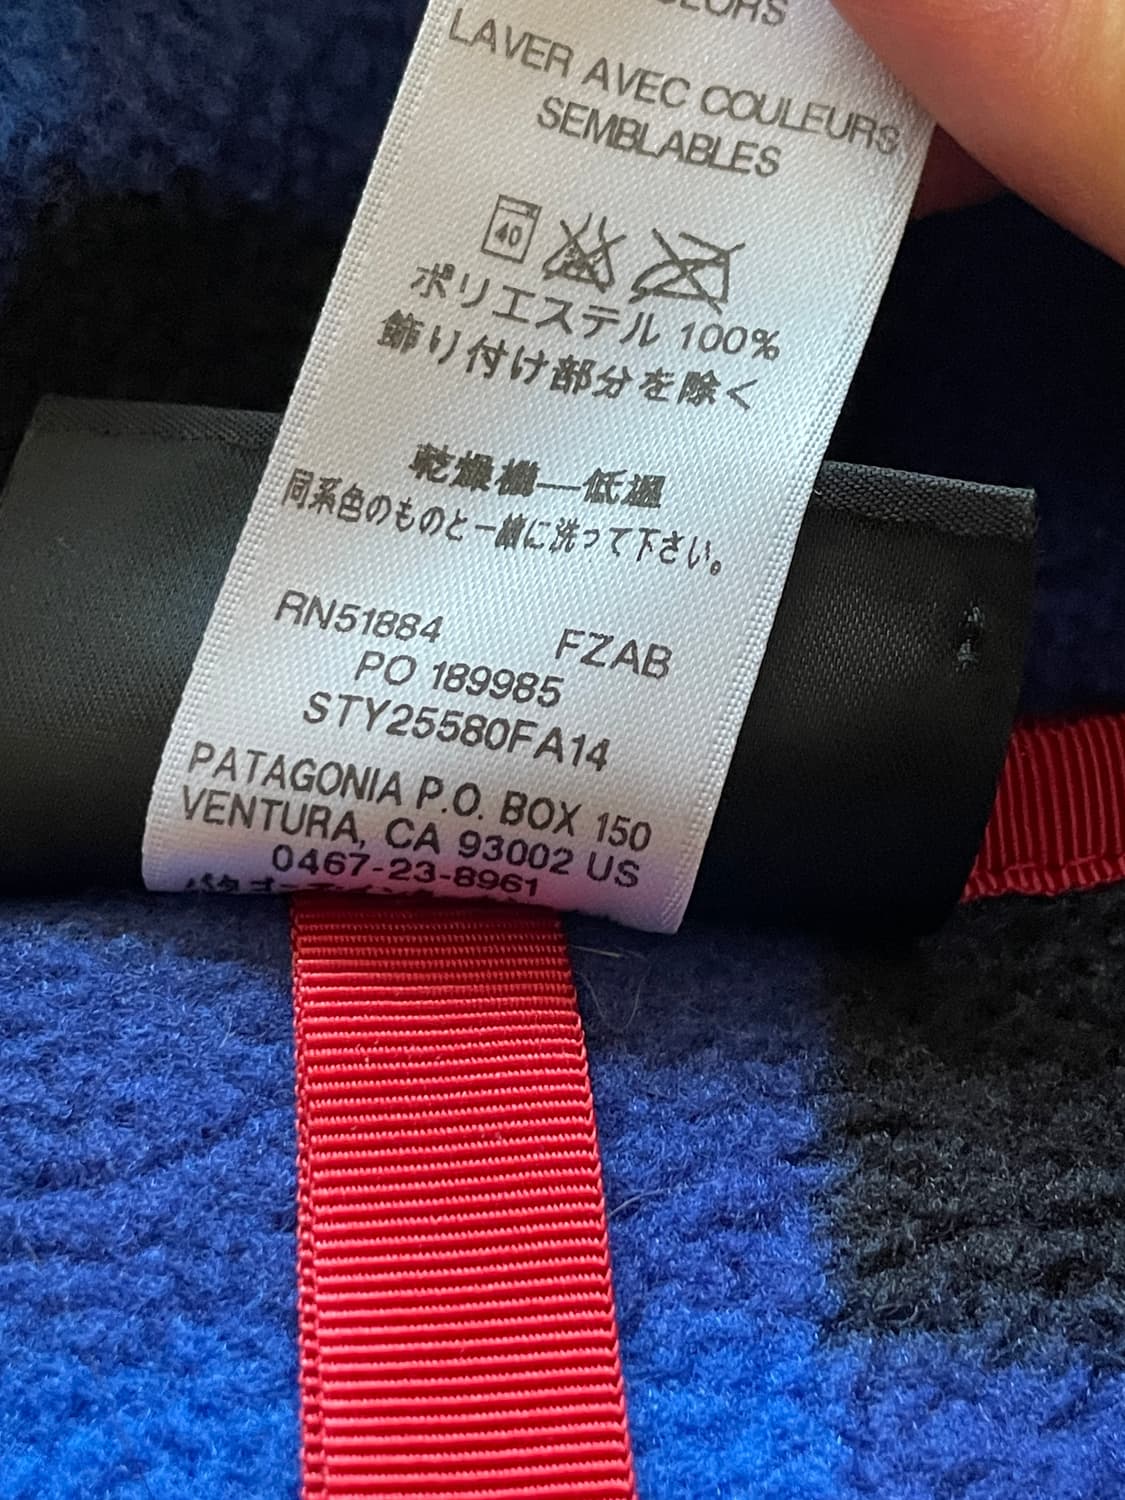 LAVER AVEC COULEURS
SEMBLABLES
40
ポリエステル 100%
飾り付け部分を除く
乾燥機—低温
同系色のものと一緒に洗って下さい。
RN51884 FZAB
PO 189985
STY25580FA14
PATAGONIA P.O. BOX 150
VENTURA, CA 93002 US
0467-23-8961